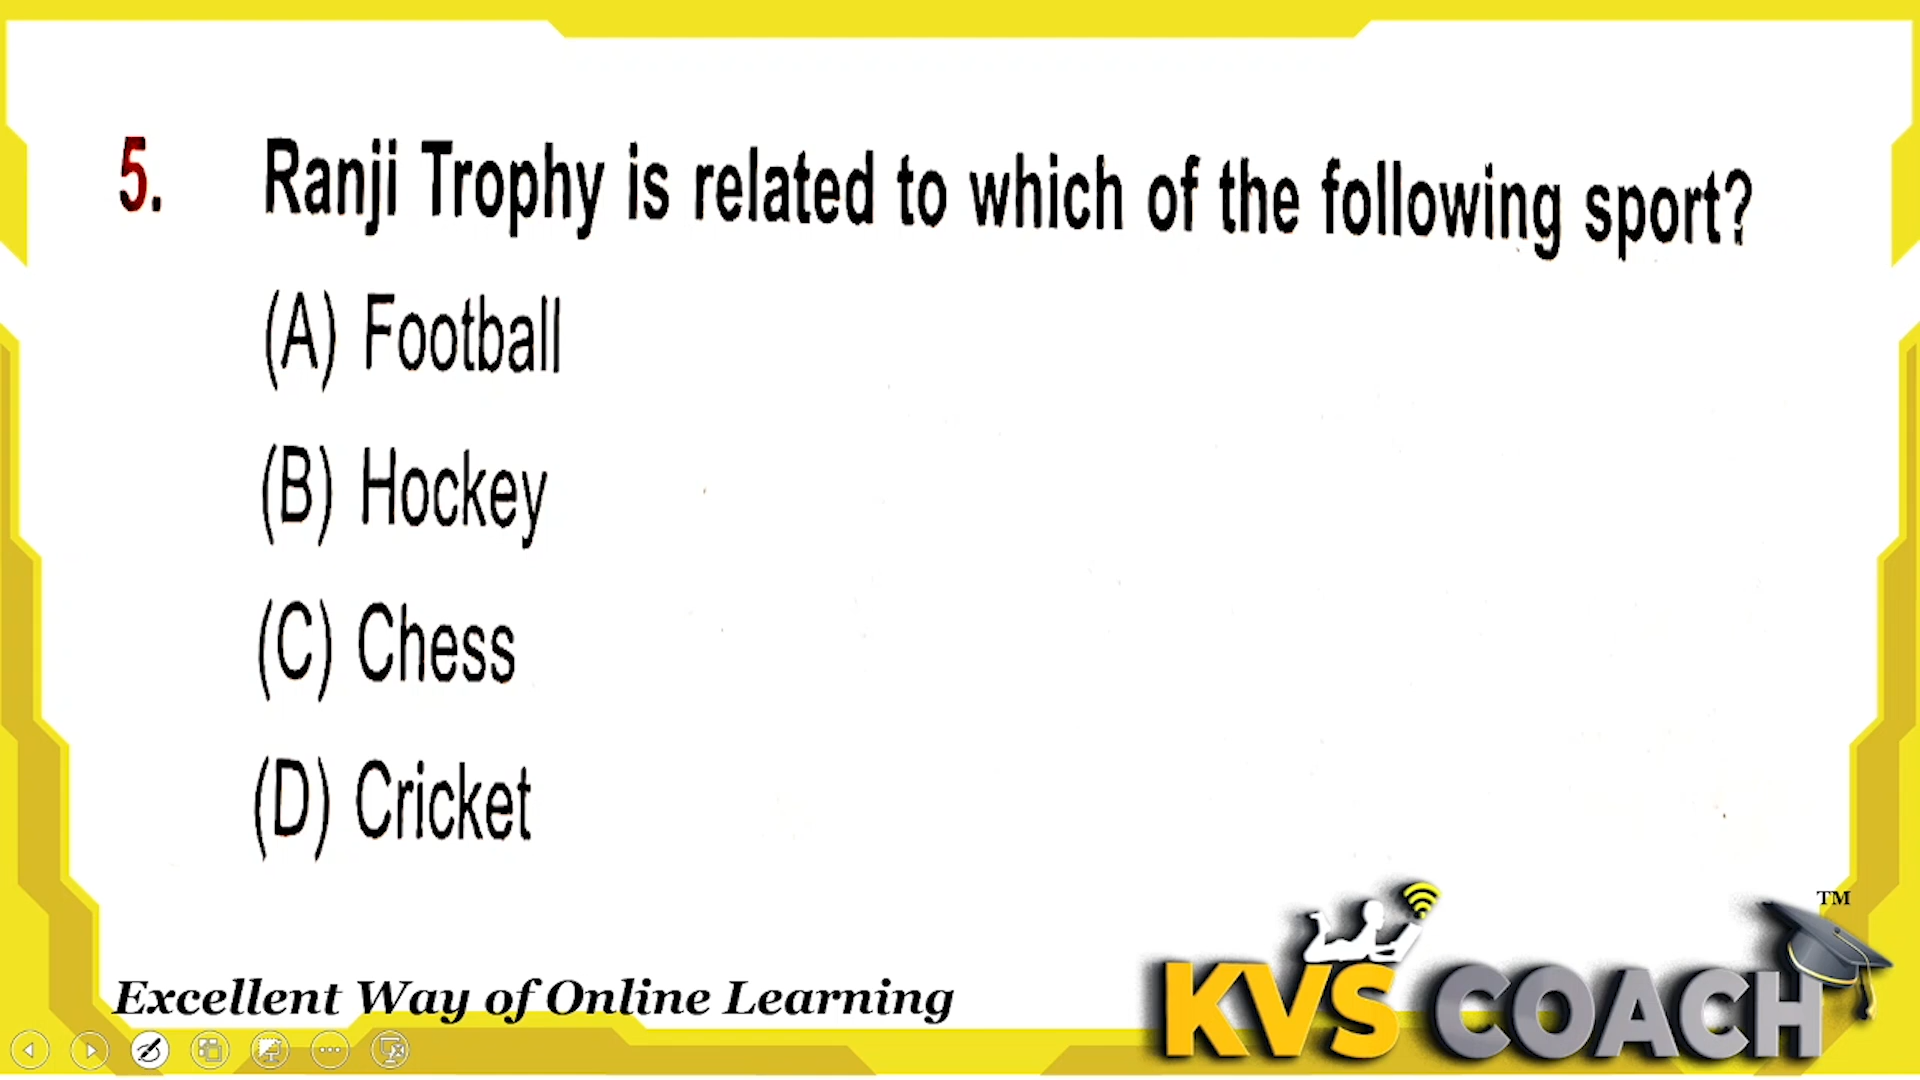 5. Ranji Trophy is related to which of the following sport?
(A) Football
(B) Hockey
(C) Chess
(D) Cricket
Excellent Way of Online Learning
KVS COACH TM